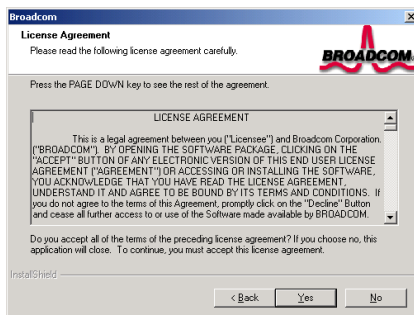 Broadcom
License Agreement
Please read the following license agreement carefully.
BROADCOM.
Press the PAGE DOWN key to see the rest of the agreement.
LICENSE AGREEMENT
This is a legal agreement between you ("Licensee") and Broadcom Corporation.
("BROADCOM"). BY OPENING THE SOFTWARE PACKAGE, CLICKING ON THE
"ACCEPT" BUTTON OF ANY ELECTRONIC VERSION OF THIS END USER LICENSE
AGREEMENT ("AGREEMENT") OR ACCESSING OR INSTALLING THE SOFTWARE,
YOU ACKNOWLEDGE THAT YOU HAVE READ THE LICENSE AGREEMENT,
UNDERSTAND IT AND AGREE TO BE BOUND BY ITS TERMS AND CONDITIONS. If
you do not agree to the terms of this Agreement, promptly click on the "Decline" Button
and cease all further access to or use of the Software made available by BROADCOM.
Do you accept all of the terms of the preceding license agreement? If you choose no, this
application will close. To continue, you must accept this license agreement.
InstallShield
< Back Yes No